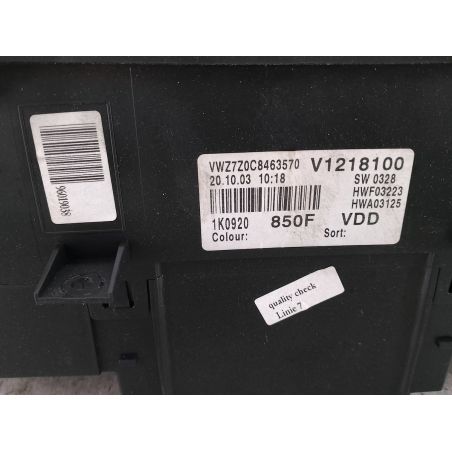 VWZ7Z0C8463570 V1218100
20.10.03 10:18 SW 0328
HWF03223
HWA03125
1K0920 850F VDD
Colour: Sort:
quality check
Linie 7